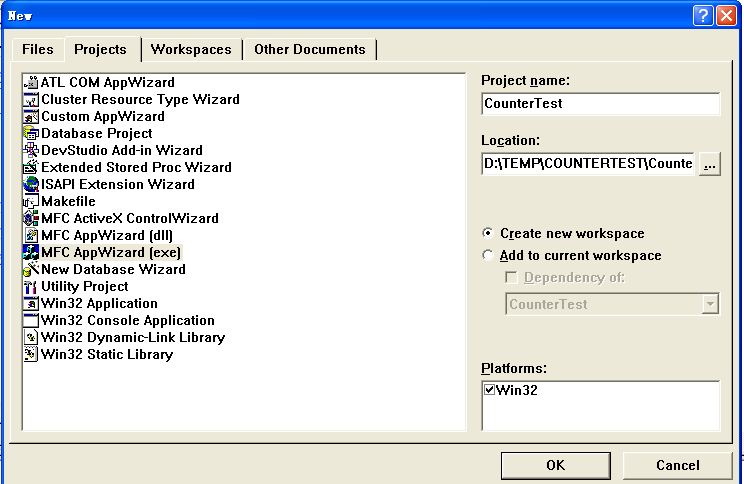 New
Files
Projects
Workspaces
Other Documents
ATL COM AppWizard
Cluster Resource Type Wizard
Custom AppWizard
Database Project
DevStudio Add-in Wizard
Extended Stored Proc Wizard
ISAPI Extension Wizard
Makefile
MFC ActiveX ControlWizard
MFC AppWizard (dll)
MFC AppWizard (exe)
New Database Wizard
Utility Project
Win32 Application
Win32 Console Application
Win32 Dynamic-Link Library
Win32 Static Library
Project name:
CounterTest
Location:
D:\TEMP\COUNTERTEST\Counte
...
Create new workspace
Add to current workspace
Dependency of:
CounterTest
Platforms:
Win32
OK
Cancel